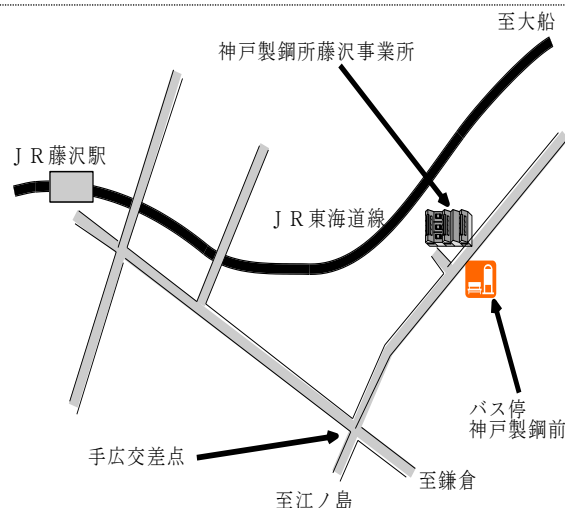 至大船
神戸製鋼所藤沢事業所
ＪＲ藤沢駅
ＪＲ東海道線
バス停
神戸製鋼前
手広交差点
至鎌倉
至江ノ島